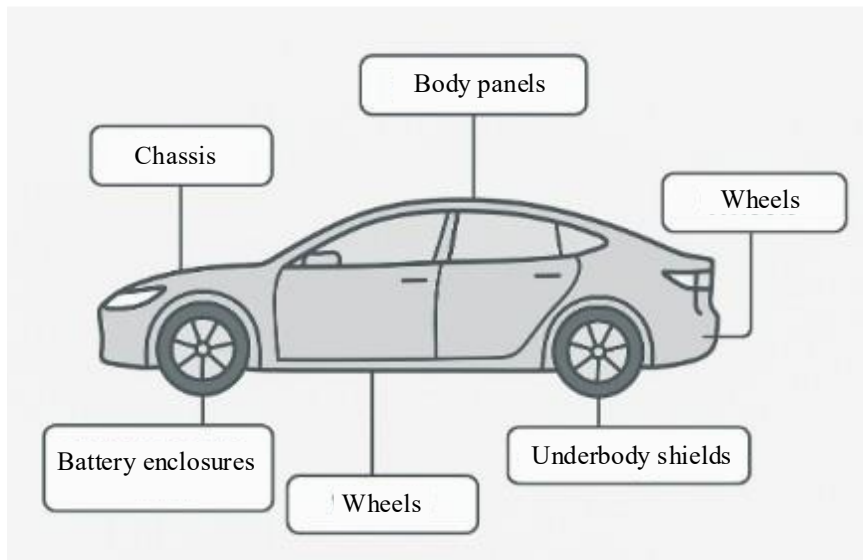 Body panels
Chassis
Wheels
Battery enclosures
Underbody shields
Wheels